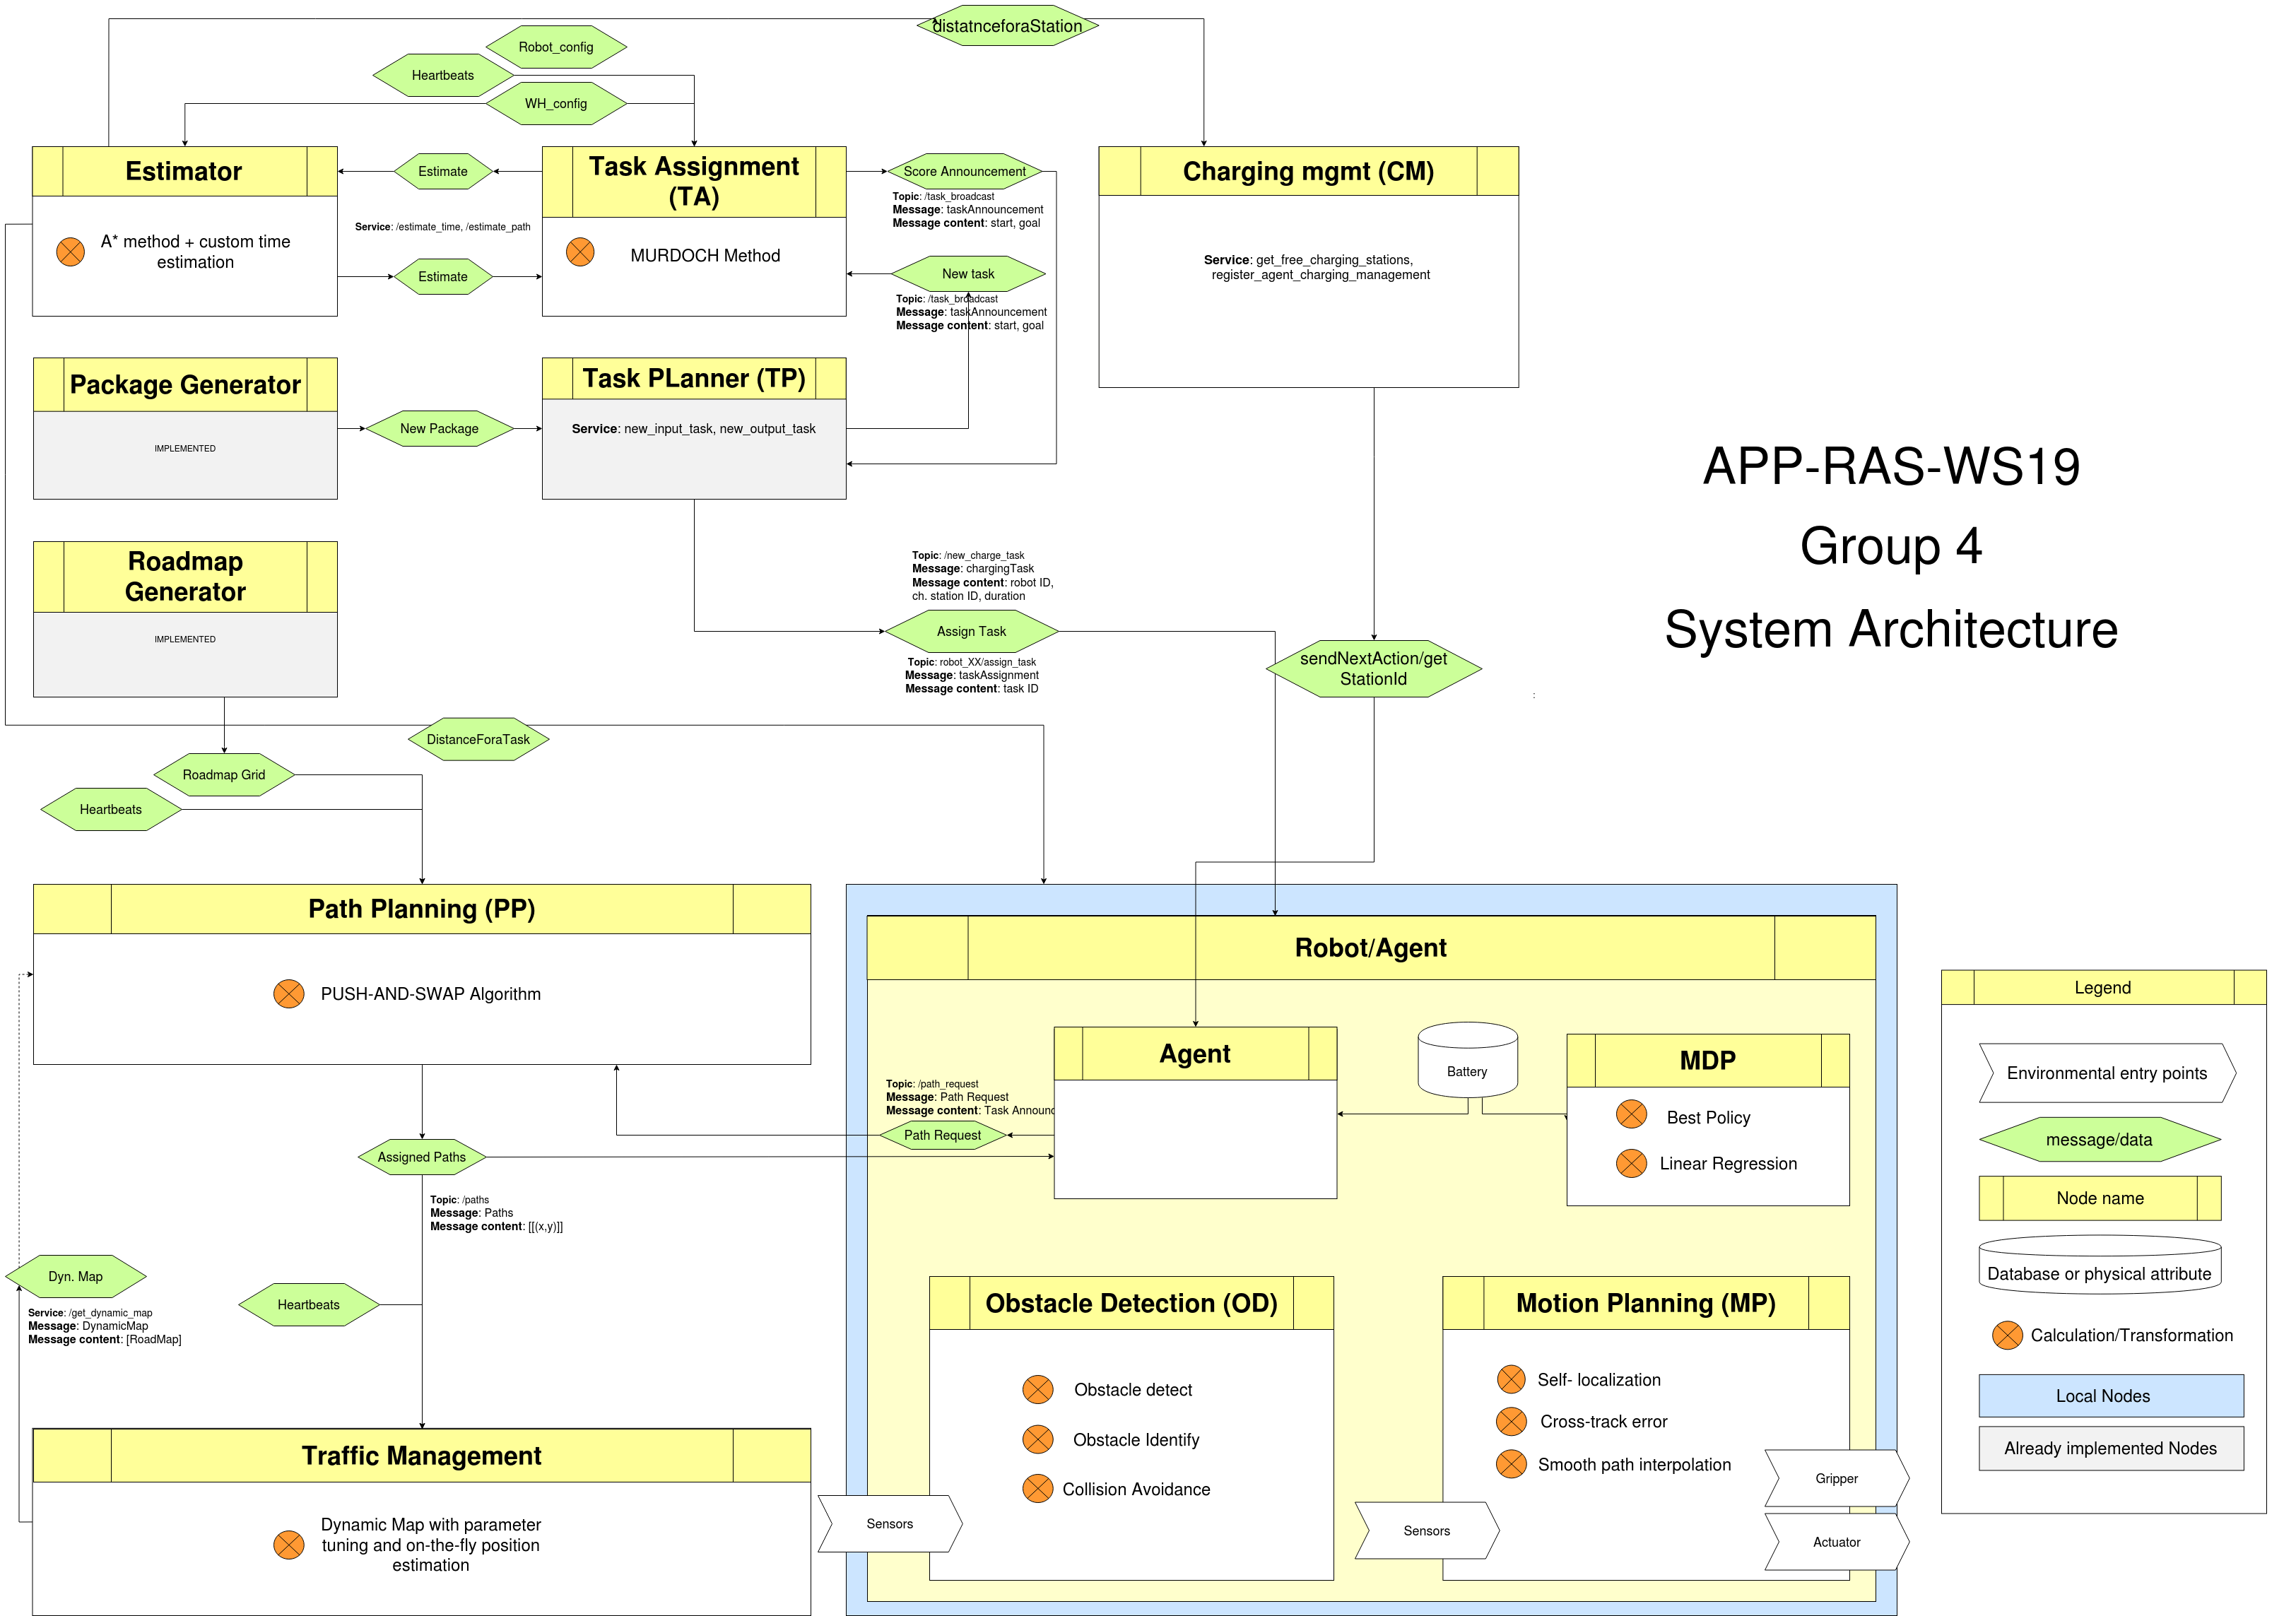 distatnceforaStation
Robot_config
Heartbeats
WH_config
Estimator
A* method + custom time
estimation
Estimate
Service: /estimate_time, /estimate_path
Estimate
Task Assignment
(TA)
MURDOCH Method
Score Announcement
Topic: /task_broadcast
Message: taskAnnouncement
Message content: start, goal
New task
Topic: /task_broadcast
Message: taskAnnouncement
Message content: start, goal
Charging mgmt (CM)
Service: get_free_charging_stations,
register_agent_charging_management
Package Generator
IMPLEMENTED
New Package
Task PLanner (TP)
Service: new_input_task, new_output_task
APP-RAS-WS19
Group 4
System Architecture
:
Roadmap
Generator
IMPLEMENTED
Topic: /new_charge_task
Message: chargingTask
Message content: robot ID,
ch. station ID, duration
Assign Task
Topic: robot_XX/assign_task
Message: taskAssignment
Message content: task ID
sendNextAction/get
StationId
DistanceForaTask
Roadmap Grid
Heartbeats
Path Planning (PP)
PUSH-AND-SWAP Algorithm
Robot/Agent
Agent
Battery
MDP
Best Policy
Linear Regression
Topic: /path_request
Message: Path Request
Message content: Task Announc
Path Request
Assigned Paths
Topic: /paths
Message: Paths
Message content: [[(x,y)]]
Dyn. Map
Service: /get_dynamic_map
Message: DynamicMap
Message content: [RoadMap]
Heartbeats
Obstacle Detection (OD)
Obstacle detect
Obstacle Identify
Collision Avoidance
Sensors
Motion Planning (MP)
Self- localization
Cross-track error
Smooth path interpolation
Sensors
Gripper
Actuator
Traffic Management
Dynamic Map with parameter
tuning and on-the-fly position
estimation
Legend
Environmental entry points
message/data
Node name
Database or physical attribute
Calculation/Transformation
Local Nodes
Already implemented Nodes